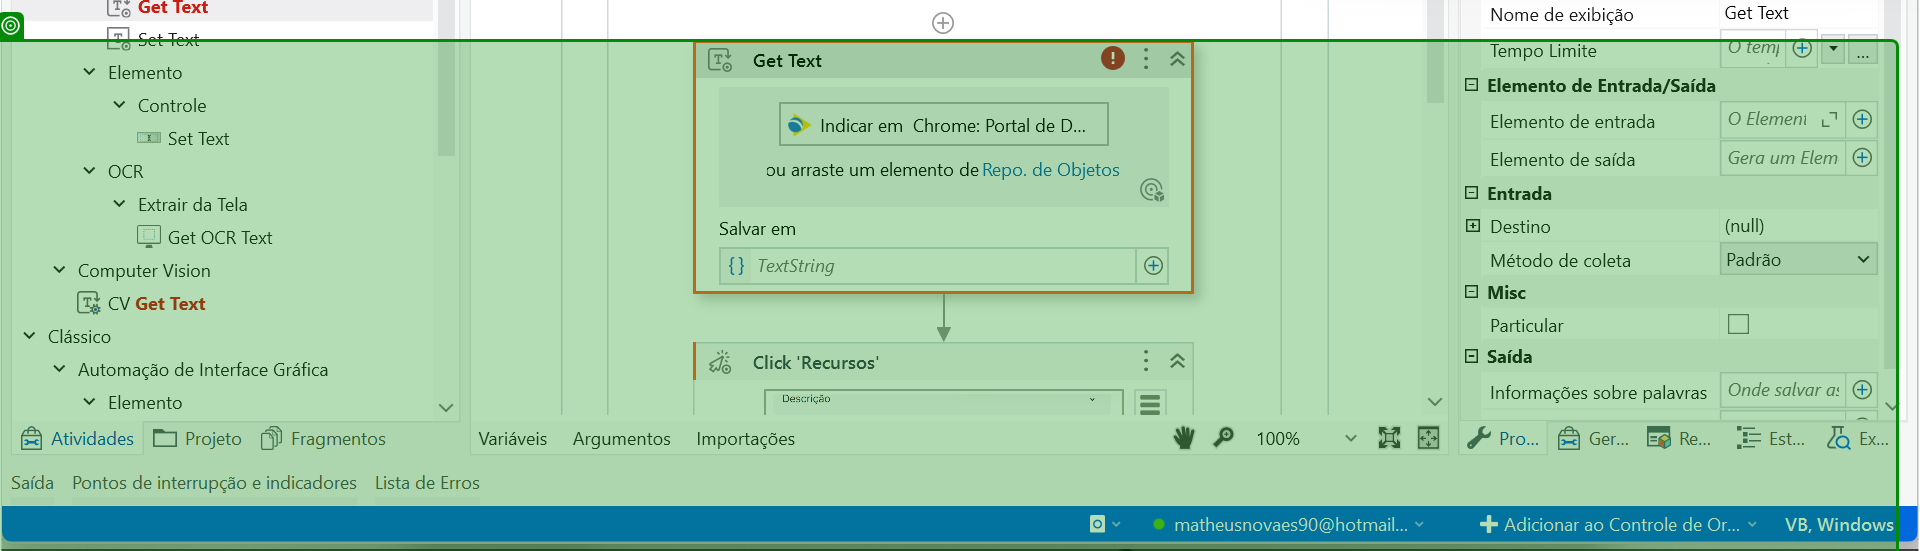 Get Text
Set Text
Elemento
Controle
Set Text
OCR
Extrair da Tela
Get OCR Text
Computer Vision
CV Get Text
Clássico
Automação de Interface Gráfica
Elemento
Atividades
Projeto
Fragmentos
Get Text
Indicar em Chrome: Portal de D...
ou arraste um elemento de Repo. de Objetos
Salvar em
{} TextString
Click 'Recursos'
Descrição
Variáveis
Argumentos
Importações
100%
Nome de exibição
Get Text
Tempo Limite
O temp
...
Elemento de Entrada/Saída
Elemento de entrada
O Element
Elemento de saída
Gera um Elem
Entrada
Destino
(null)
Método de coleta
Padrão
Misc
Particular
Saída
Informações sobre palavras
Onde salvar as
Pro...
Ger...
Re...
Est...
Ex...
Saída
Pontos de interrupção e indicadores
Lista de Erros
matheusnovaes90@hotmail...
Adicionar ao Controle de Or...
VB, Windows